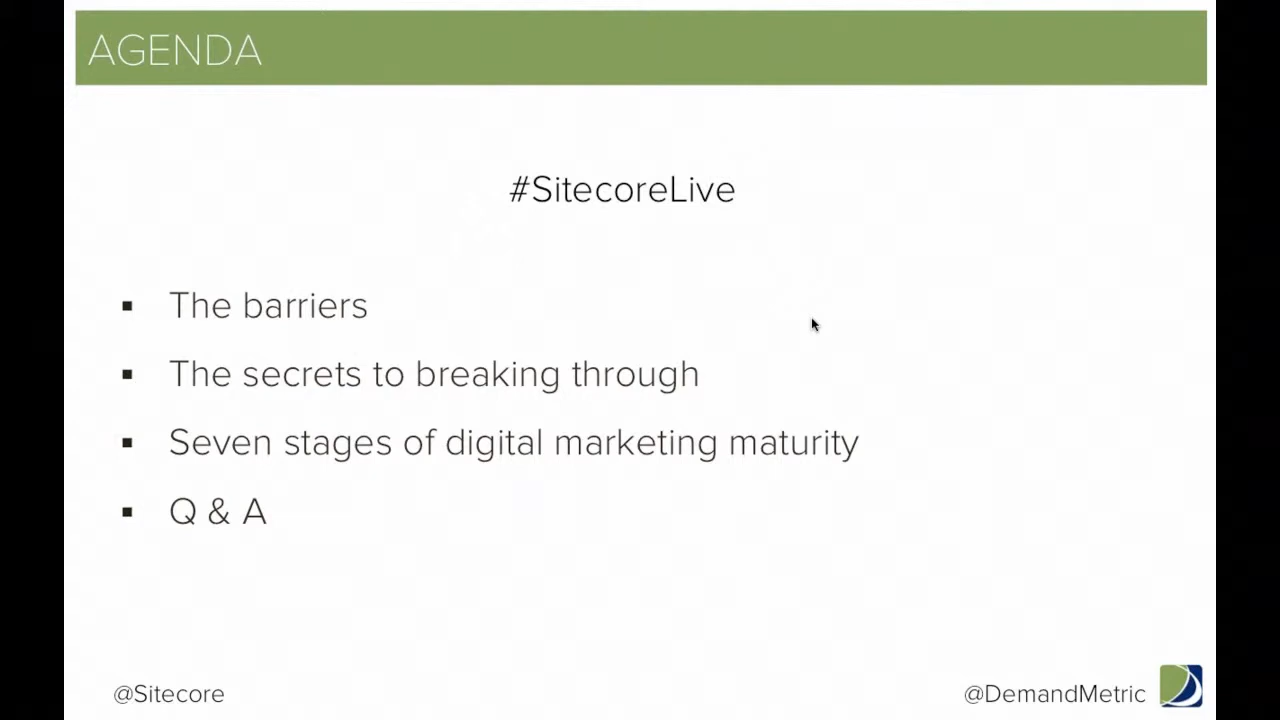 AGENDA
#SitecoreLive
▪ The barriers
▪ The secrets to breaking through
▪ Seven stages of digital marketing maturity
▪ Q & A
@Sitecore
@DemandMetric